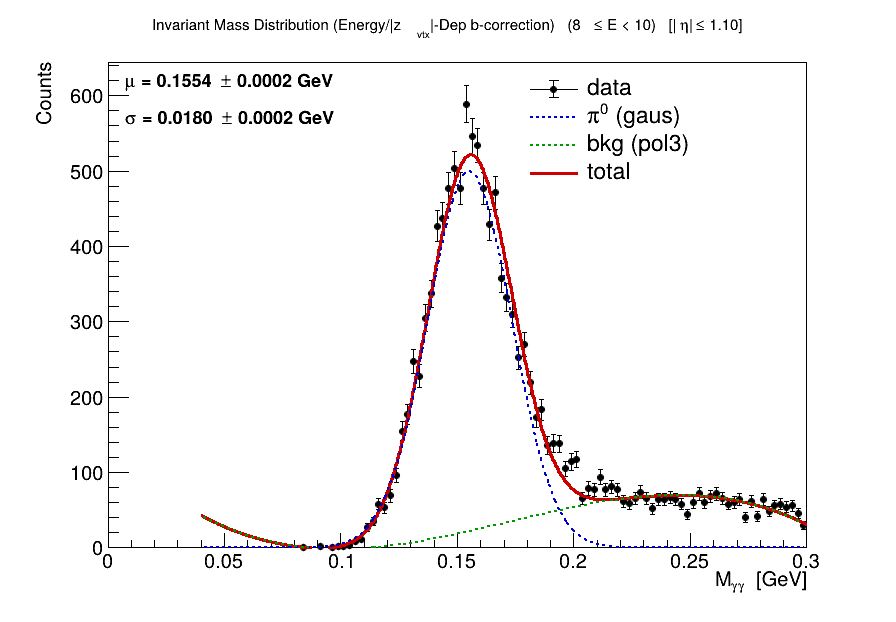 Invariant Mass Distribution (Energy/|z vtx|-Dep b-correction) (8 ≤ E < 10) [| η| ≤ 1.10]
μ = 0.1554 ± 0.0002 GeV
σ = 0.0180 ± 0.0002 GeV
data
π0 (gaus)
bkg (pol3)
total
Counts
600
500
400
300
200
100
0
0 0.05 0.1 0.15 0.2 0.25 0.3
Mγγ [GeV]